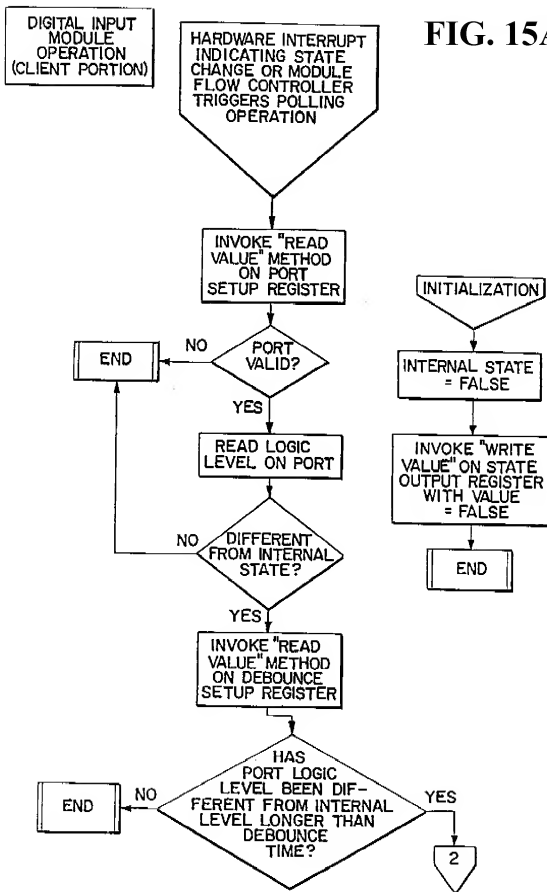 DIGITAL INPUT
MODULE
OPERATION
(CLIENT PORTION)
HARDWARE INTERRUPT
INDICATING STATE
CHANGE OR MODULE
FLOW CONTROLLER
TRIGGERS POLLING
OPERATION
FIG. 15A
INVOKE "READ
VALUE" METHOD
ON PORT
SETUP REGISTER
END
NO
PORT
VALID?
YES
READ LOGIC
LEVEL ON PORT
NO
DIFFERENT
FROM INTERNAL
STATE?
YES
INVOKE "READ
VALUE" METHOD
ON DEBOUNCE
SETUP REGISTER
END
NO
HAS
PORT LOGIC
LEVEL BEEN DIF-
FERENT FROM INTERNAL
LEVEL LONGER THAN
DEBOUNCE
TIME?
YES
2
INITIALIZATION
INTERNAL STATE
= FALSE
INVOKE "WRITE
VALUE" ON STATE
OUTPUT REGISTER
WITH VALUE
= FALSE
END